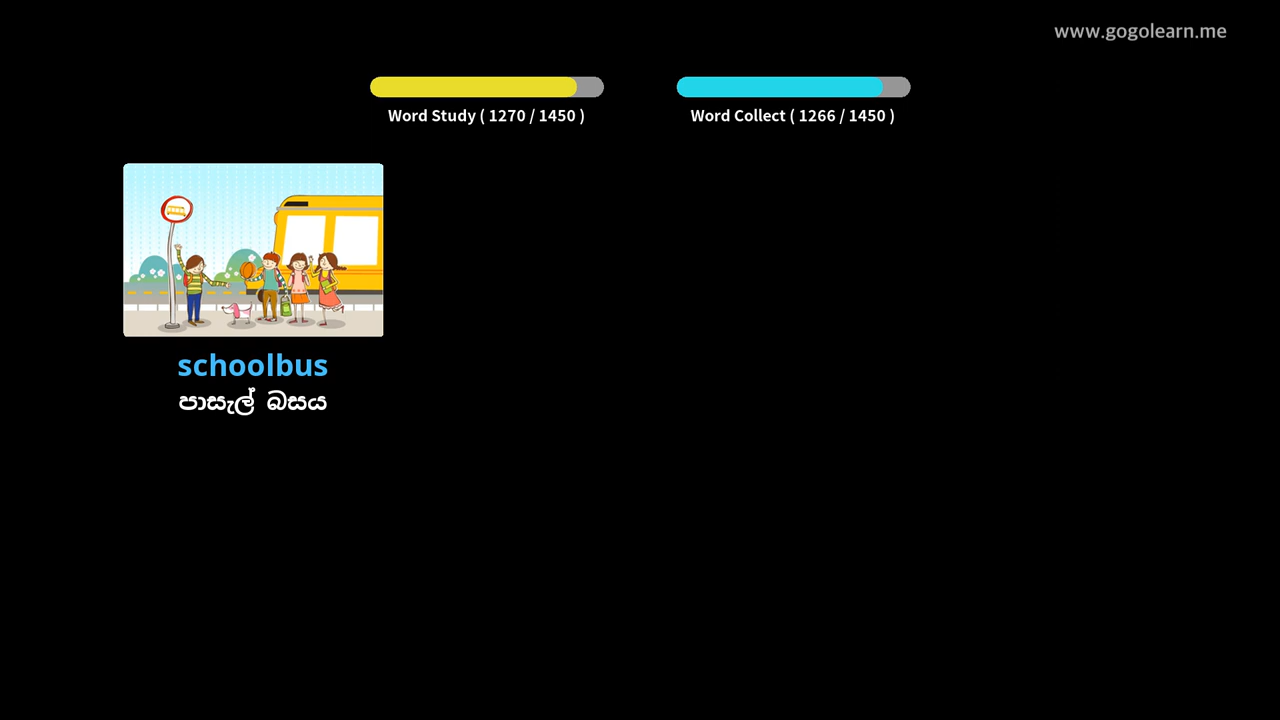 www.gogolearn.me
Word Study ( 1270 / 1450 )
Word Collect ( 1266 / 1450 )
schoolbus
පාසැල් බසය